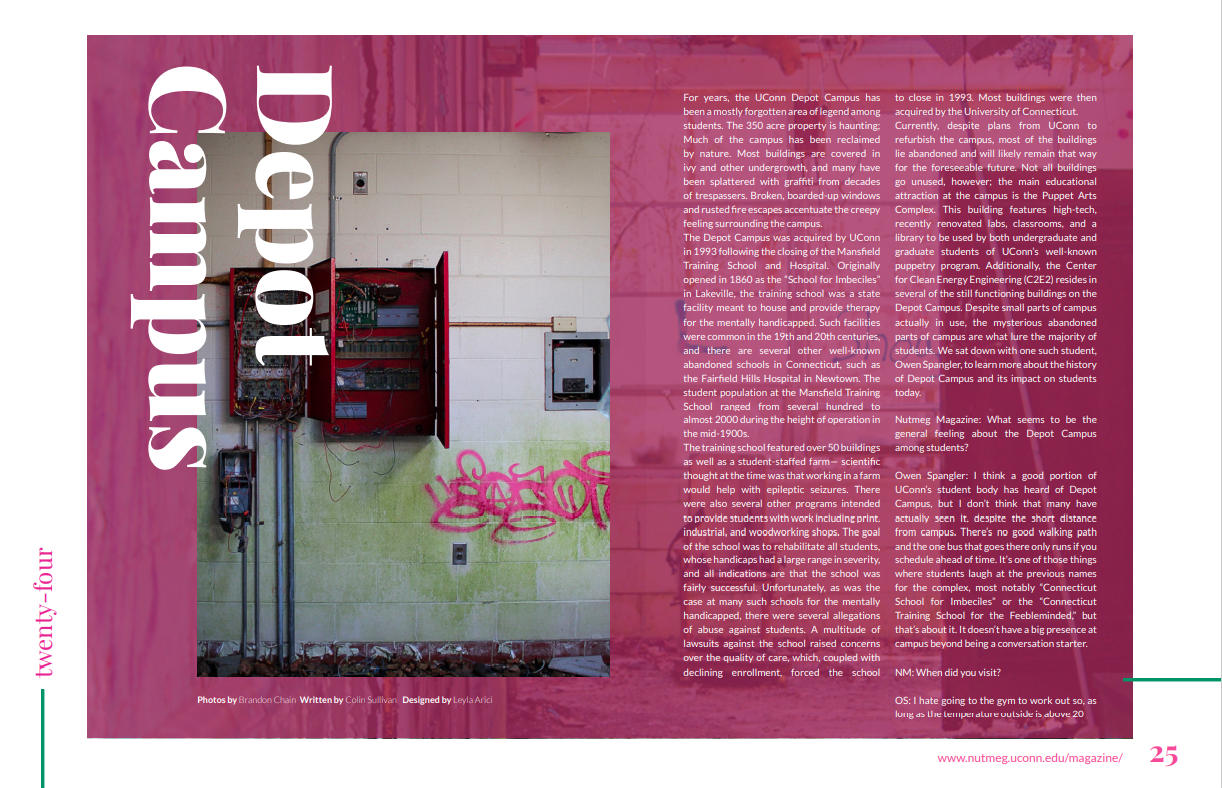 Depot
Campus
For years, the UConn Depot Campus has
been a mostly forgotten area of legend among
students. The 350 acre property is haunting;
Much of the campus has been reclaimed
by nature. Most buildings are covered in
ivy and other undergrowth, and many have
been splattered with graffiti from decades
of trespassers. Broken, boarded-up windows
and rusted fire escapes accentuate the creepy
feeling surrounding the campus.
The Depot Campus was acquired by UConn
in 1993 following the closing of the Mansfield
Training School and Hospital. Originally
opened in 1860 as the "School for Imbeciles"
in Lakeville, the training school was a state
facility meant to house and provide therapy
for the mentally handicapped. Such facilities
were common in the 19th and 20th centuries,
and there are several other well-known
abandoned schools in Connecticut, such as
the Fairfield Hills Hospital in Newtown. The
student population at the Mansfield Training
School ranged from several hundred to
almost 2000 during the height of operation in
the mid-1900s.
The training school featured over 50 buildings
as well as a student-staffed farm— scientific
thought at the time was that working in a farm
would help with epileptic seizures. There
were also several other programs intended
to provide students with work including print,
industrial, and woodworking shops. The goal
of the school was to rehabilitate all students,
whose handicaps had a large range in severity,
and all indications are that the school was
fairly successful. Unfortunately, as was the
case at many such schools for the mentally
handicapped, there were several allegations
of abuse against students. A multitude of
lawsuits against the school raised concerns
over the quality of care, which, coupled with
declining enrollment, forced the school
to close in 1993. Most buildings were then
acquired by the University of Connecticut.
Currently, despite plans from UConn to
refurbish the campus, most of the buildings
lie abandoned and will likely remain that way
for the foreseeable future. Not all buildings
go unused, however; the main educational
attraction at the campus is the Puppet Arts
Complex. This building features high-tech,
recently renovated labs, classrooms, and a
library to be used by both undergraduate and
graduate students of UConn's well-known
puppetry program. Additionally, the Center
for Clean Energy Engineering (C2E2) resides in
several of the still functioning buildings on the
Depot Campus. Despite small parts of campus
actually in use, the mysterious abandoned
parts of campus are what lure the majority of
students. We sat down with one such student,
Owen Spangler, to learn more about the history
of Depot Campus and its impact on students
today.
Nutmeg Magazine: What seems to be the
general feeling about the Depot Campus
among students?
Owen Spangler: I think a good portion of
UConn's student body has heard of Depot
Campus, but I don't think that many have
actually seen it, despite the short distance
from campus. There's no good walking path
and the one bus that goes there only runs if you
schedule ahead of time. It's one of those things
where students laugh at the previous names
for the complex, most notably "Connecticut
School for Imbeciles" or the "Connecticut
Training School for the Feebleminded," but
that's about it. It doesn't have a big presence at
campus beyond being a conversation starter.
NM: When did you visit?
OS: I hate going to the gym to work out so, as
long as the temperature outside is above 20
Photos by Brandon Chain Written by Colin Sullivan Designed by Leyla Arici
twenty-four
www.nutmeg.uconn.edu/magazine/
25